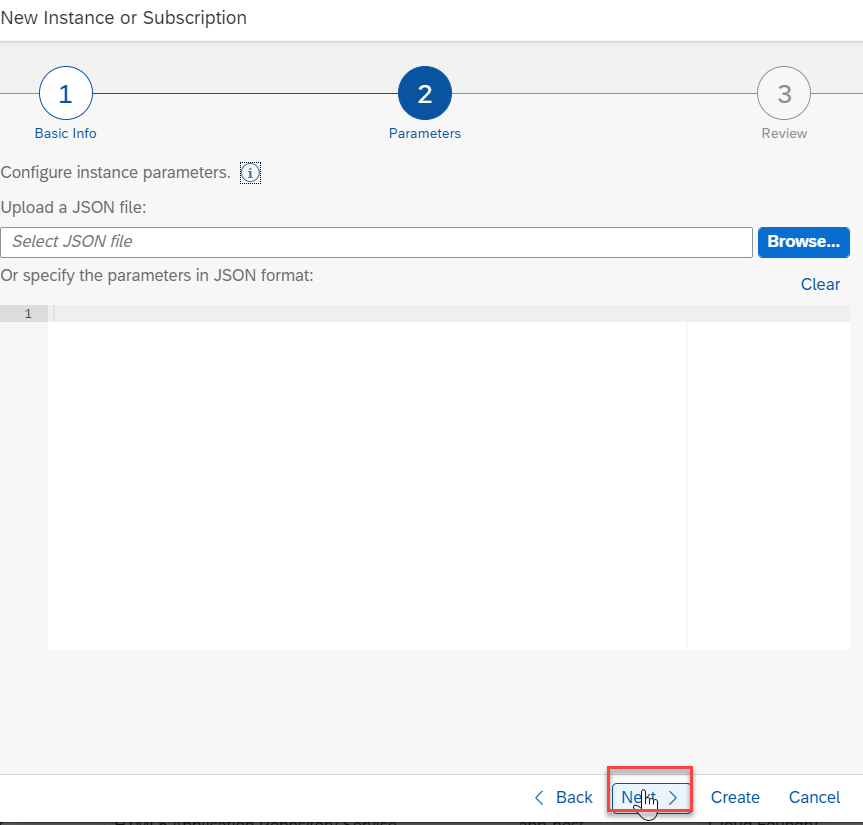 New Instance or Subscription
1 2 3
Basic Info Parameters Review
Configure instance parameters.
Upload a JSON file:
Select JSON file Browse...
Or specify the parameters in JSON format:
Clear
1
Back Next Create Cancel